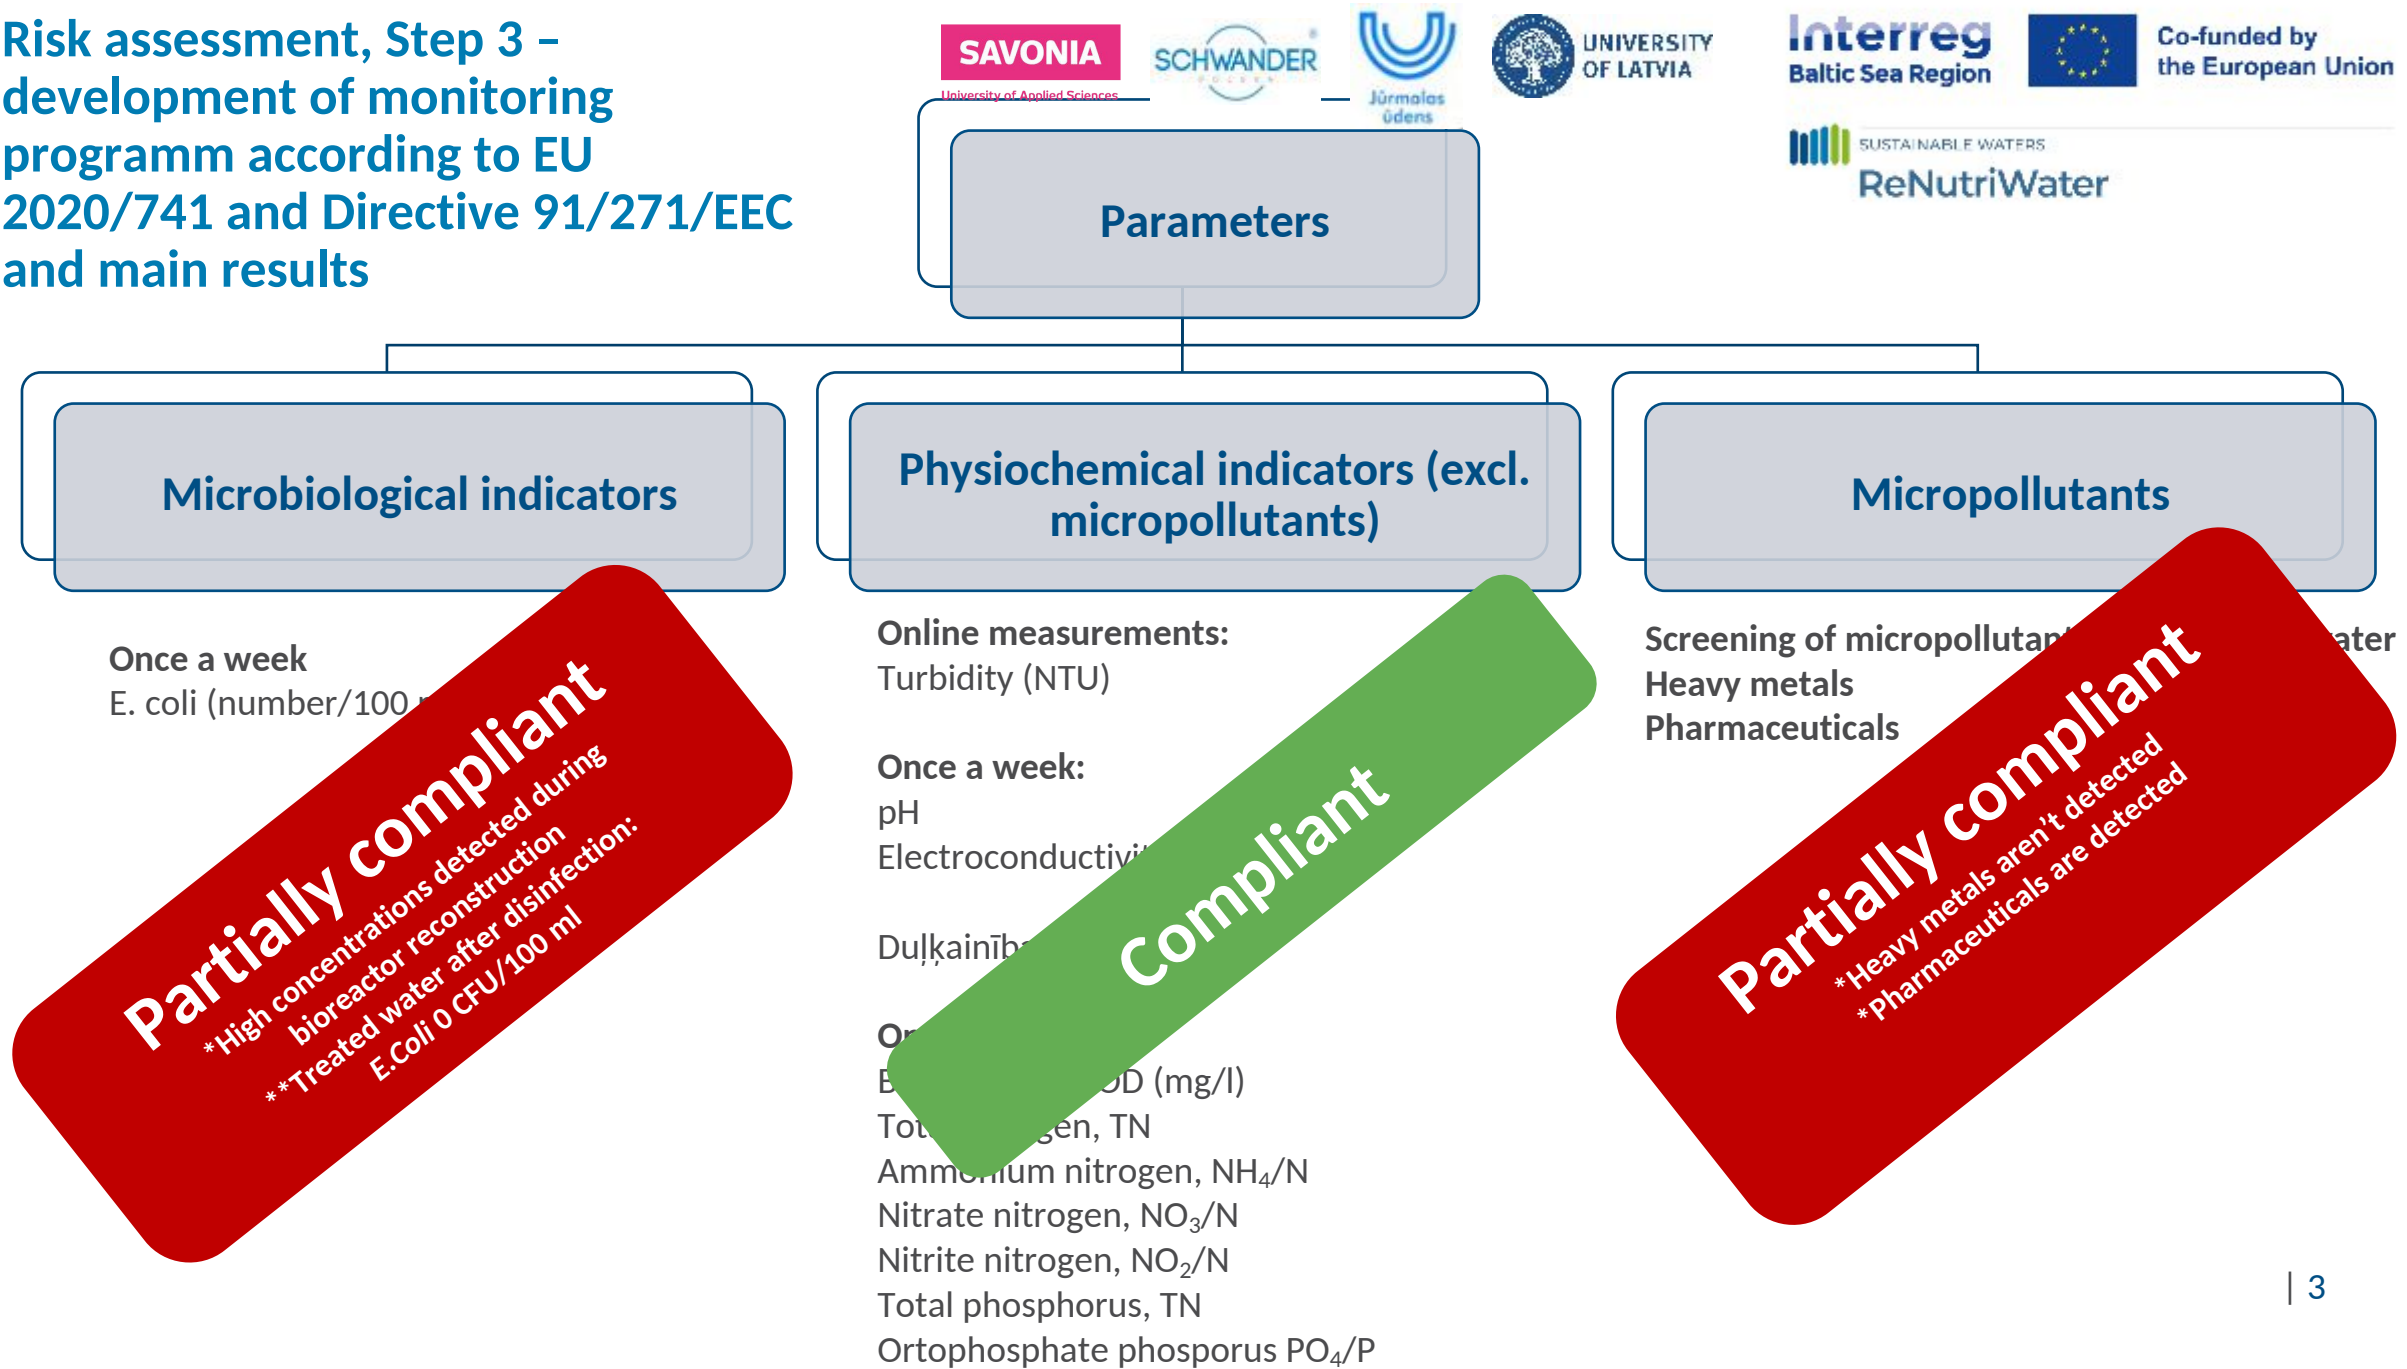 Risk assessment, Step 3 –
development of monitoring
programm according to EU
2020/741 and Directive 91/271/EEC
and main results
SAVONIA
University of Applied Sciences
SCHWANDER
Jūrmalas
ūdens
UNIVERSITY
OF LATVIA
Interreg
Baltic Sea Region
Co-funded by
the European Union
SUSTAINABLE WATERS
ReNutriWater
Parameters
Microbiological indicators
Physiochemical indicators (excl.
micropollutants)
Micropollutants
Once a week
E. coli (number/100
Partially compliant
*High concentrations detected during
bioreactor reconstruction
**Treated water after disinfection:
E.Coli 0 CFU/100 ml
Online measurements:
Turbidity (NTU)
Once a week:
pH
Compliant
(mg/l)
TN
nitrogen, NH₄/N
Nitrate nitrogen, NO₃/N
Nitrite nitrogen, NO₂/N
Total phosphorus, TN
Ortophosphate phosporus PO₄/P
Screening of
Heavy metals
Pharmaceuticals
Partially compliant
*Heavy metals aren't detected
*Pharmaceuticals are detected
| 3